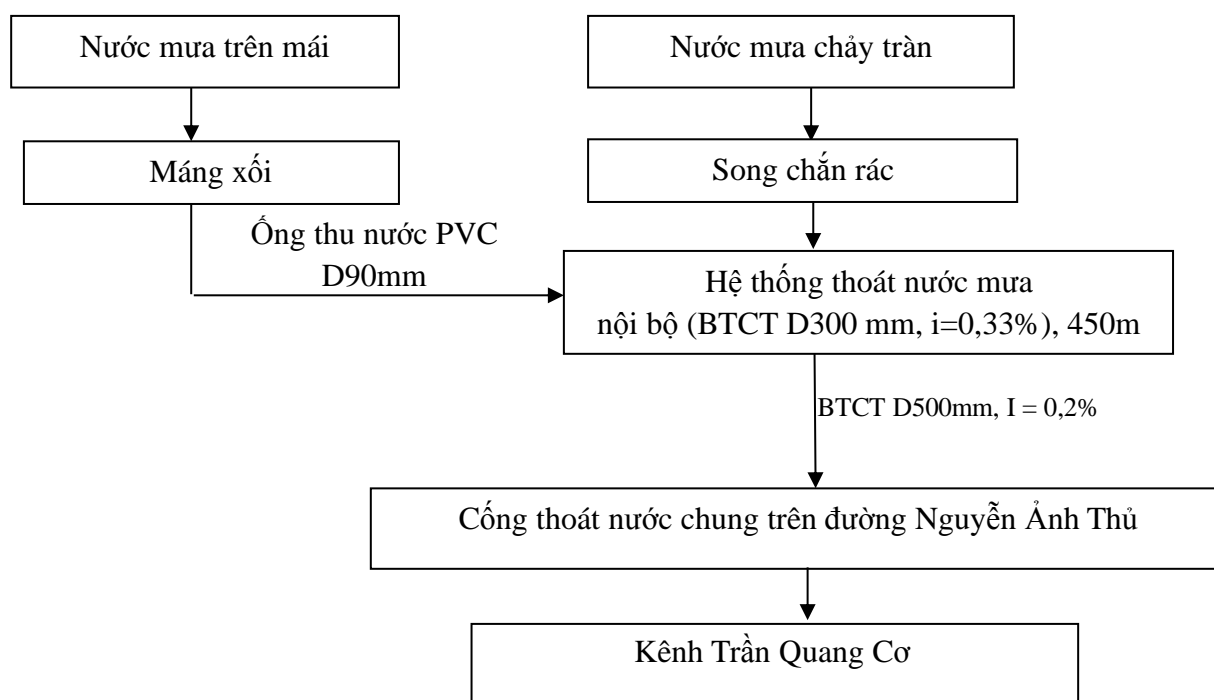 Nước mưa trên mái
Nước mưa chảy tràn
Máng xối
Song chắn rác
Ống thu nước PVC
D90mm
Hệ thống thoát nước mưa
nội bộ (BTCT D300 mm, i=0,33%), 450m
BTCT D500mm, I = 0,2%
Cống thoát nước chung trên đường Nguyễn Ảnh Thủ
Kênh Trần Quang Cơ